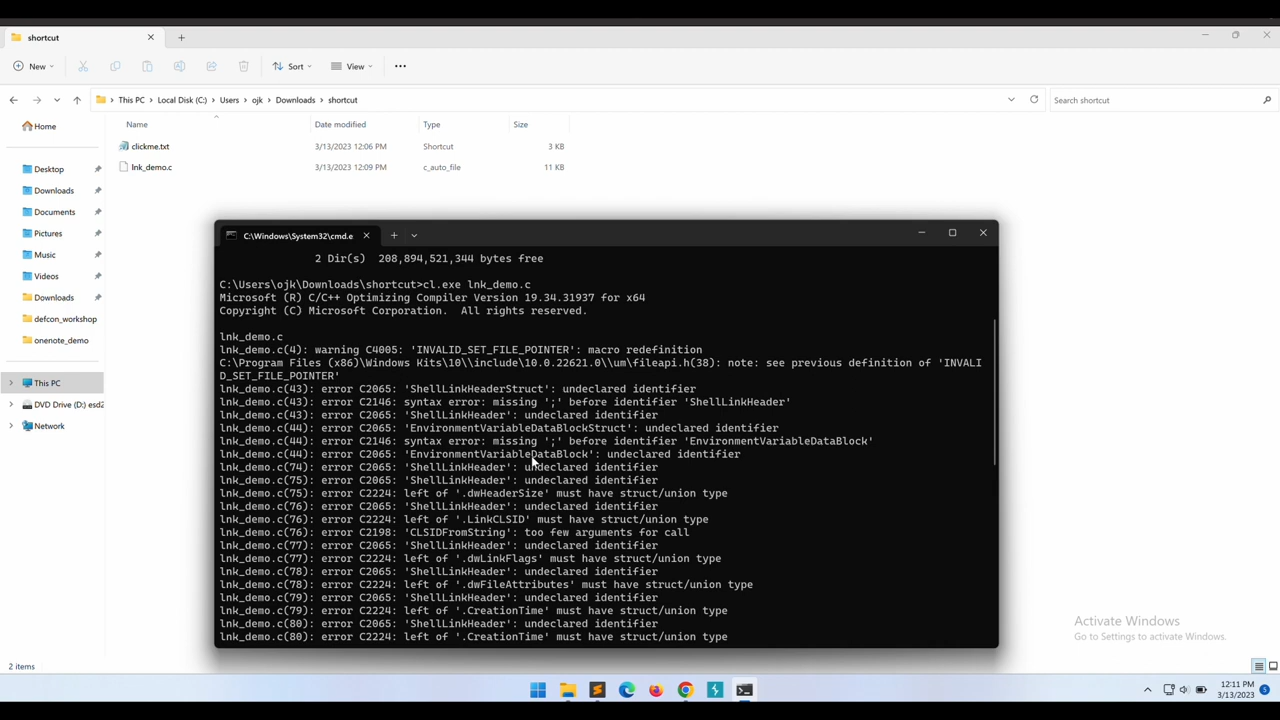 shortcut
New
Sort
View
This PC
Local Disk (C:)
Users
ojk
Downloads
shortcut
Search shortcut
Home
Desktop
Downloads
Documents
Pictures
Music
Videos
Downloads
defcon_workshop
onenote_demo
This PC
DVD Drive (D:) esd2
Network
Name Date modified Type Size
clickme.txt 3/13/2023 12:06 PM Shortcut 3 KB
lnk_demo.c 3/13/2023 12:09 PM c_auto_file 11 KB
C:\Windows\System32\cmd.e
2 Dir(s) 208,894,521,344 bytes free
C:\Users\ojk\Downloads\shortcut>cl.exe lnk_demo.c
Microsoft (R) C/C++ Optimizing Compiler Version 19.34.31937 for x64
Copyright (C) Microsoft Corporation. All rights reserved.
lnk_demo.c
lnk_demo.c(4): warning C4005: 'INVALID_SET_FILE_POINTER': macro redefinition
C:\Program Files (x86)\Windows Kits\10\\include\10.0.22621.0\\um\fileapi.h(38): note: see previous definition of 'INVALI
D_SET_FILE_POINTER'
lnk_demo.c(43): error C2065: 'ShellLinkHeaderStruct': undeclared identifier
lnk_demo.c(43): error C2146: syntax error: missing ';' before identifier 'ShellLinkHeader'
lnk_demo.c(43): error C2065: 'ShellLinkHeader': undeclared identifier
lnk_demo.c(44): error C2065: 'EnvironmentVariableDataBlockStruct': undeclared identifier
lnk_demo.c(44): error C2146: syntax error: missing ';' before identifier 'EnvironmentVariableDataBlock'
lnk_demo.c(44): error C2065: 'EnvironmentVariableDataBlock': undeclared identifier
lnk_demo.c(74): error C2065: 'ShellLinkHeader': undeclared identifier
lnk_demo.c(75): error C2065: 'ShellLinkHeader': undeclared identifier
lnk_demo.c(75): error C2224: left of '.dwHeaderSize' must have struct/union type
lnk_demo.c(76): error C2065: 'ShellLinkHeader': undeclared identifier
lnk_demo.c(76): error C2224: left of '.LinkCLSID' must have struct/union type
lnk_demo.c(76): error C2198: 'CLSIDFromString': too few arguments for call
lnk_demo.c(77): error C2065: 'ShellLinkHeader': undeclared identifier
lnk_demo.c(77): error C2224: left of '.dwLinkFlags' must have struct/union type
lnk_demo.c(78): error C2065: 'ShellLinkHeader': undeclared identifier
lnk_demo.c(78): error C2224: left of '.dwFileAttributes' must have struct/union type
lnk_demo.c(79): error C2065: 'ShellLinkHeader': undeclared identifier
lnk_demo.c(79): error C2224: left of '.CreationTime' must have struct/union type
lnk_demo.c(80): error C2065: 'ShellLinkHeader': undeclared identifier
lnk_demo.c(80): error C2224: left of '.CreationTime' must have struct/union type
Activate Windows
Go to Settings to activate Windows.
2 items
12:11 PM
3/13/2023
5